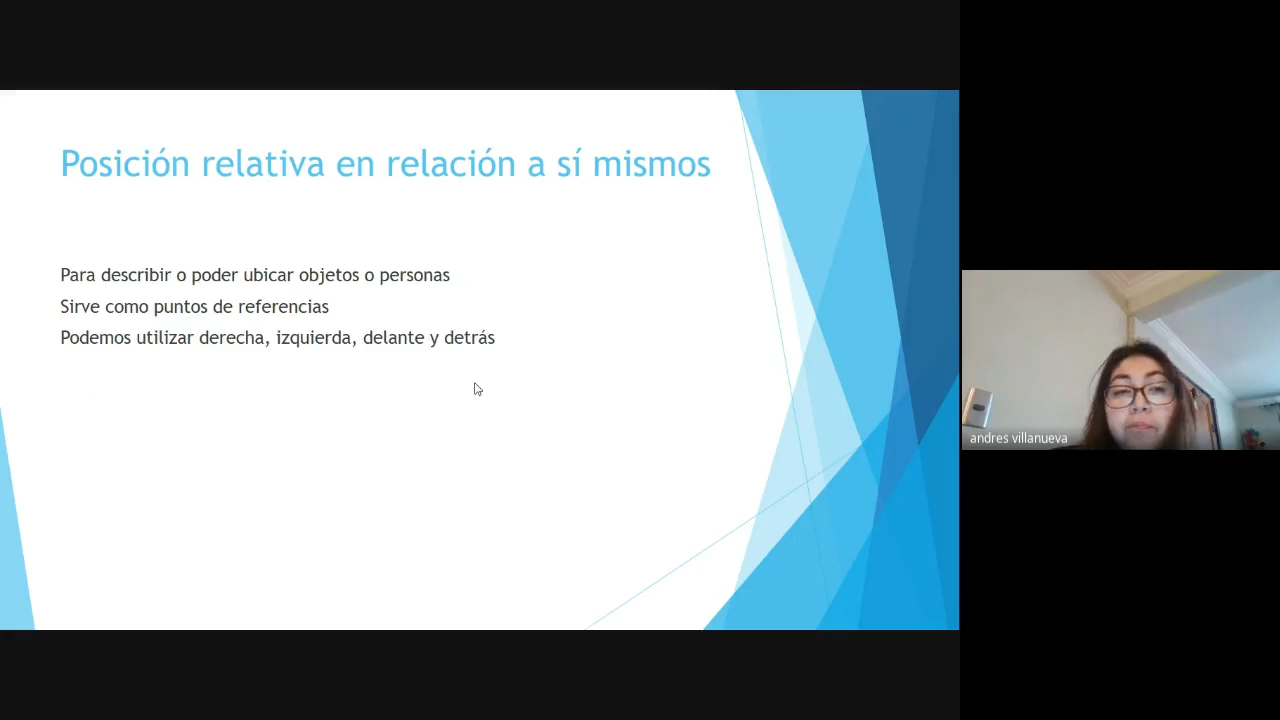 Posición relativa en relación a sí mismos
Para describir o poder ubicar objetos o personas
Sirve como puntos de referencias
Podemos utilizar derecha, izquierda, delante y detrás
andres villanueva